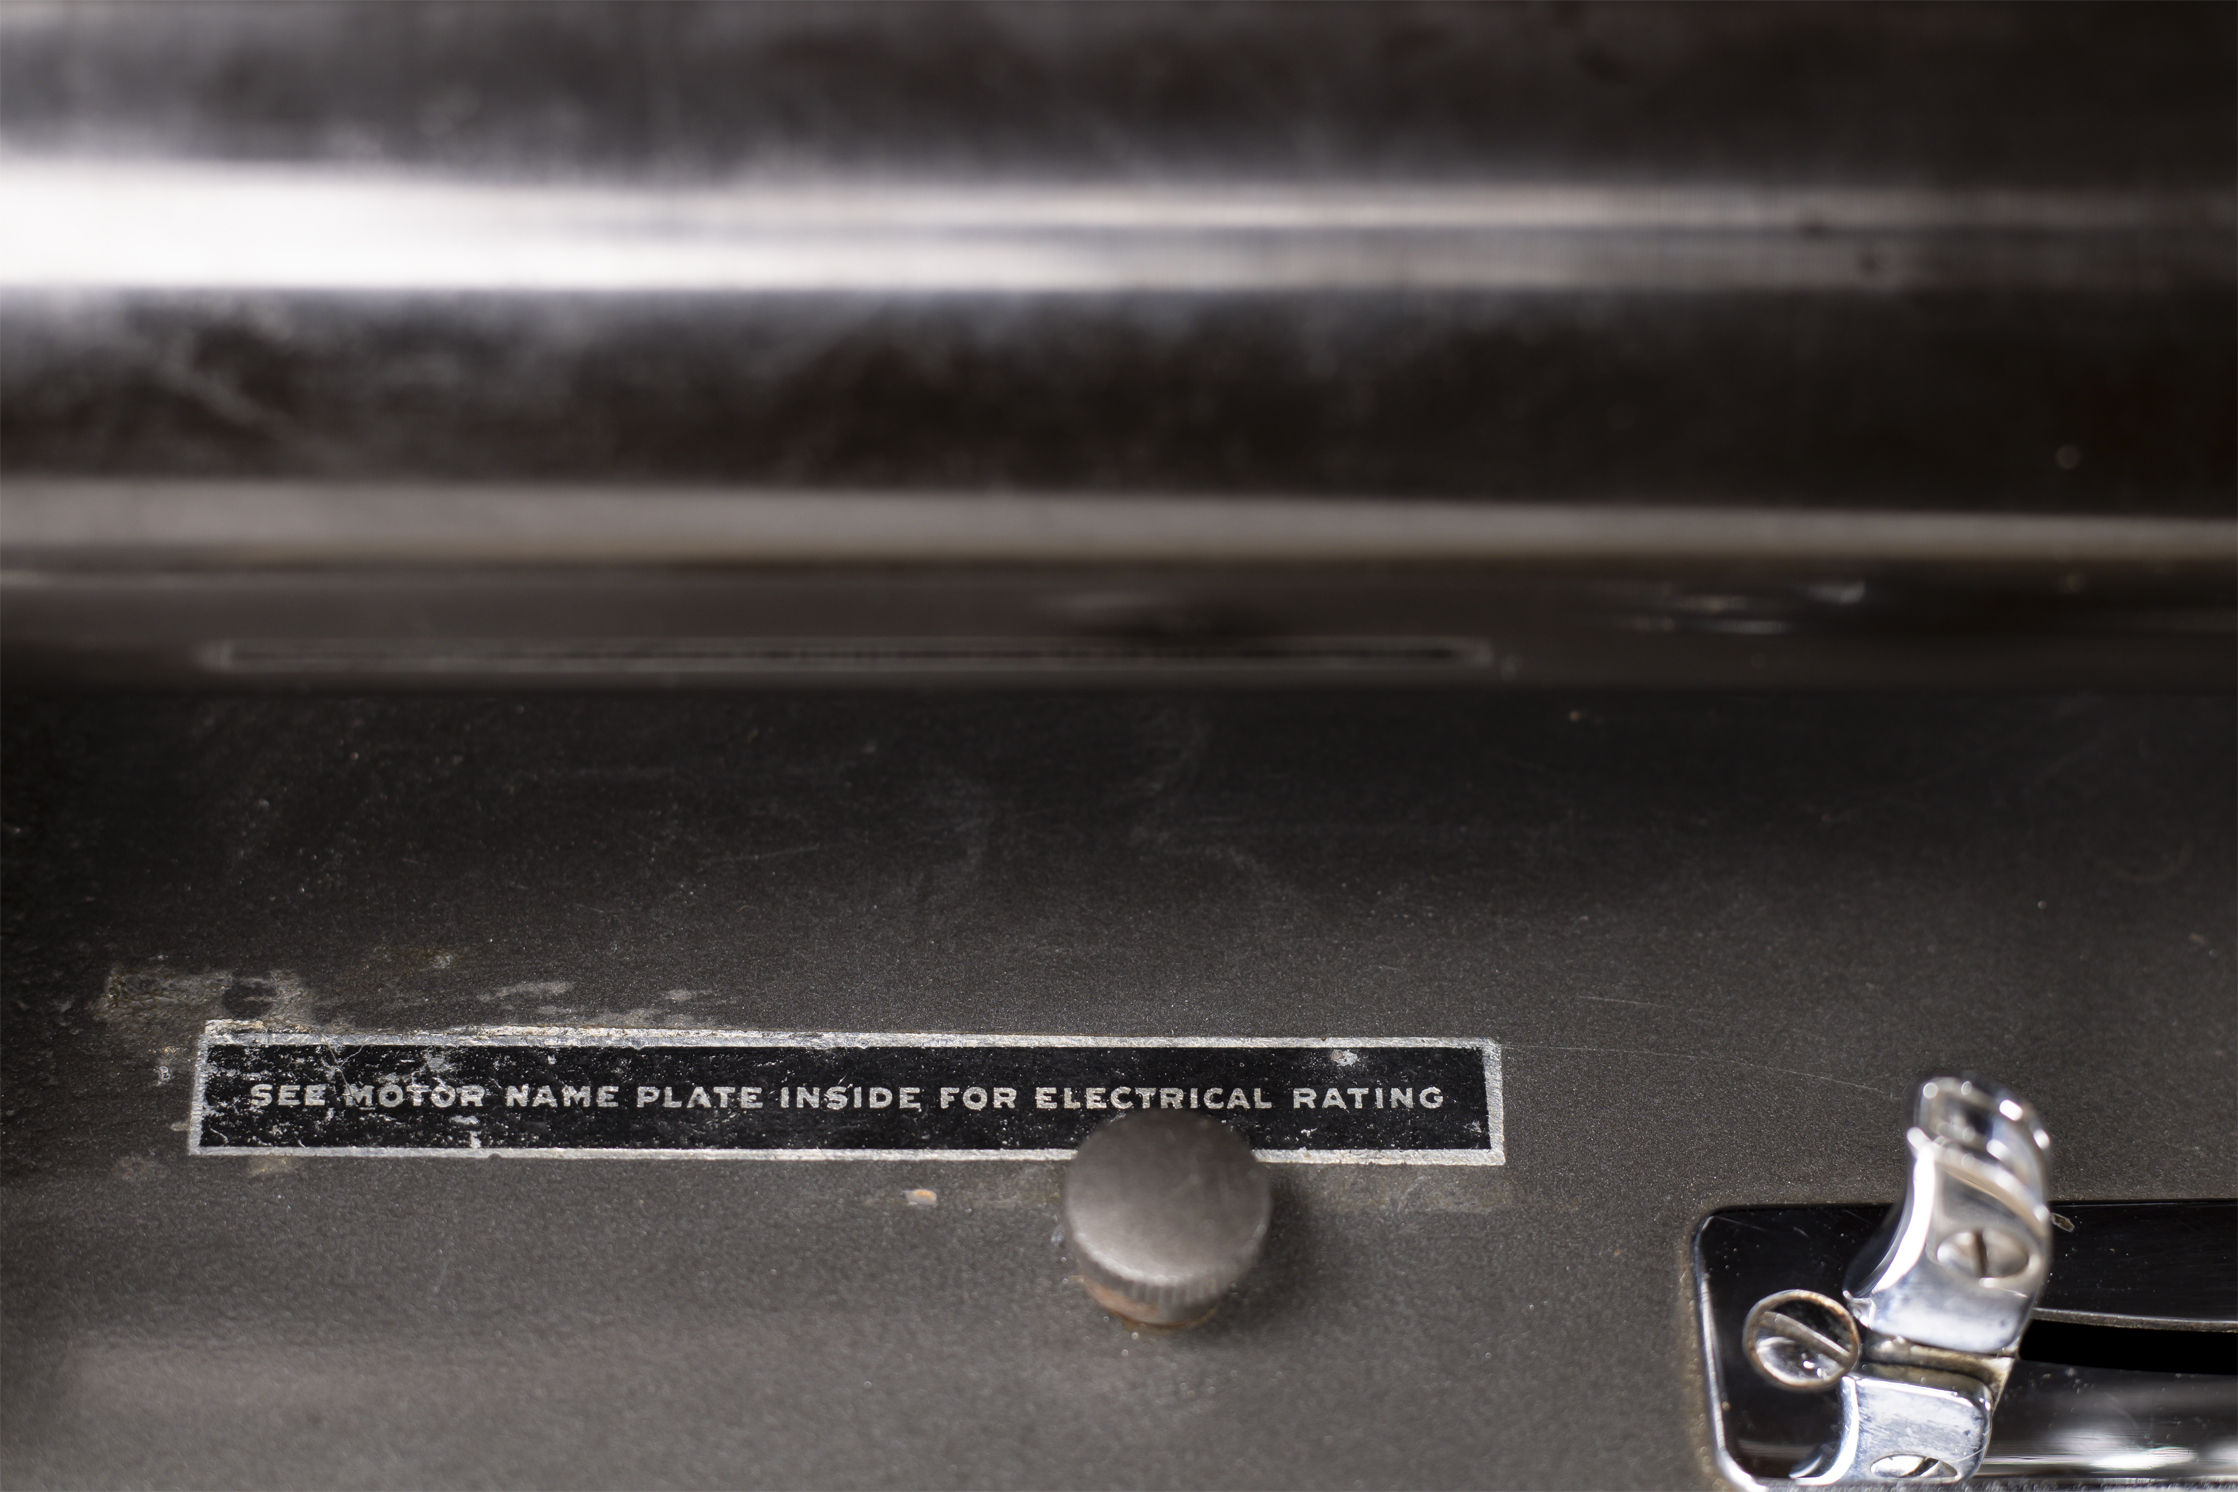 SEE MOTOR NAME PLATE INSIDE FOR ELECTRICAL RATING